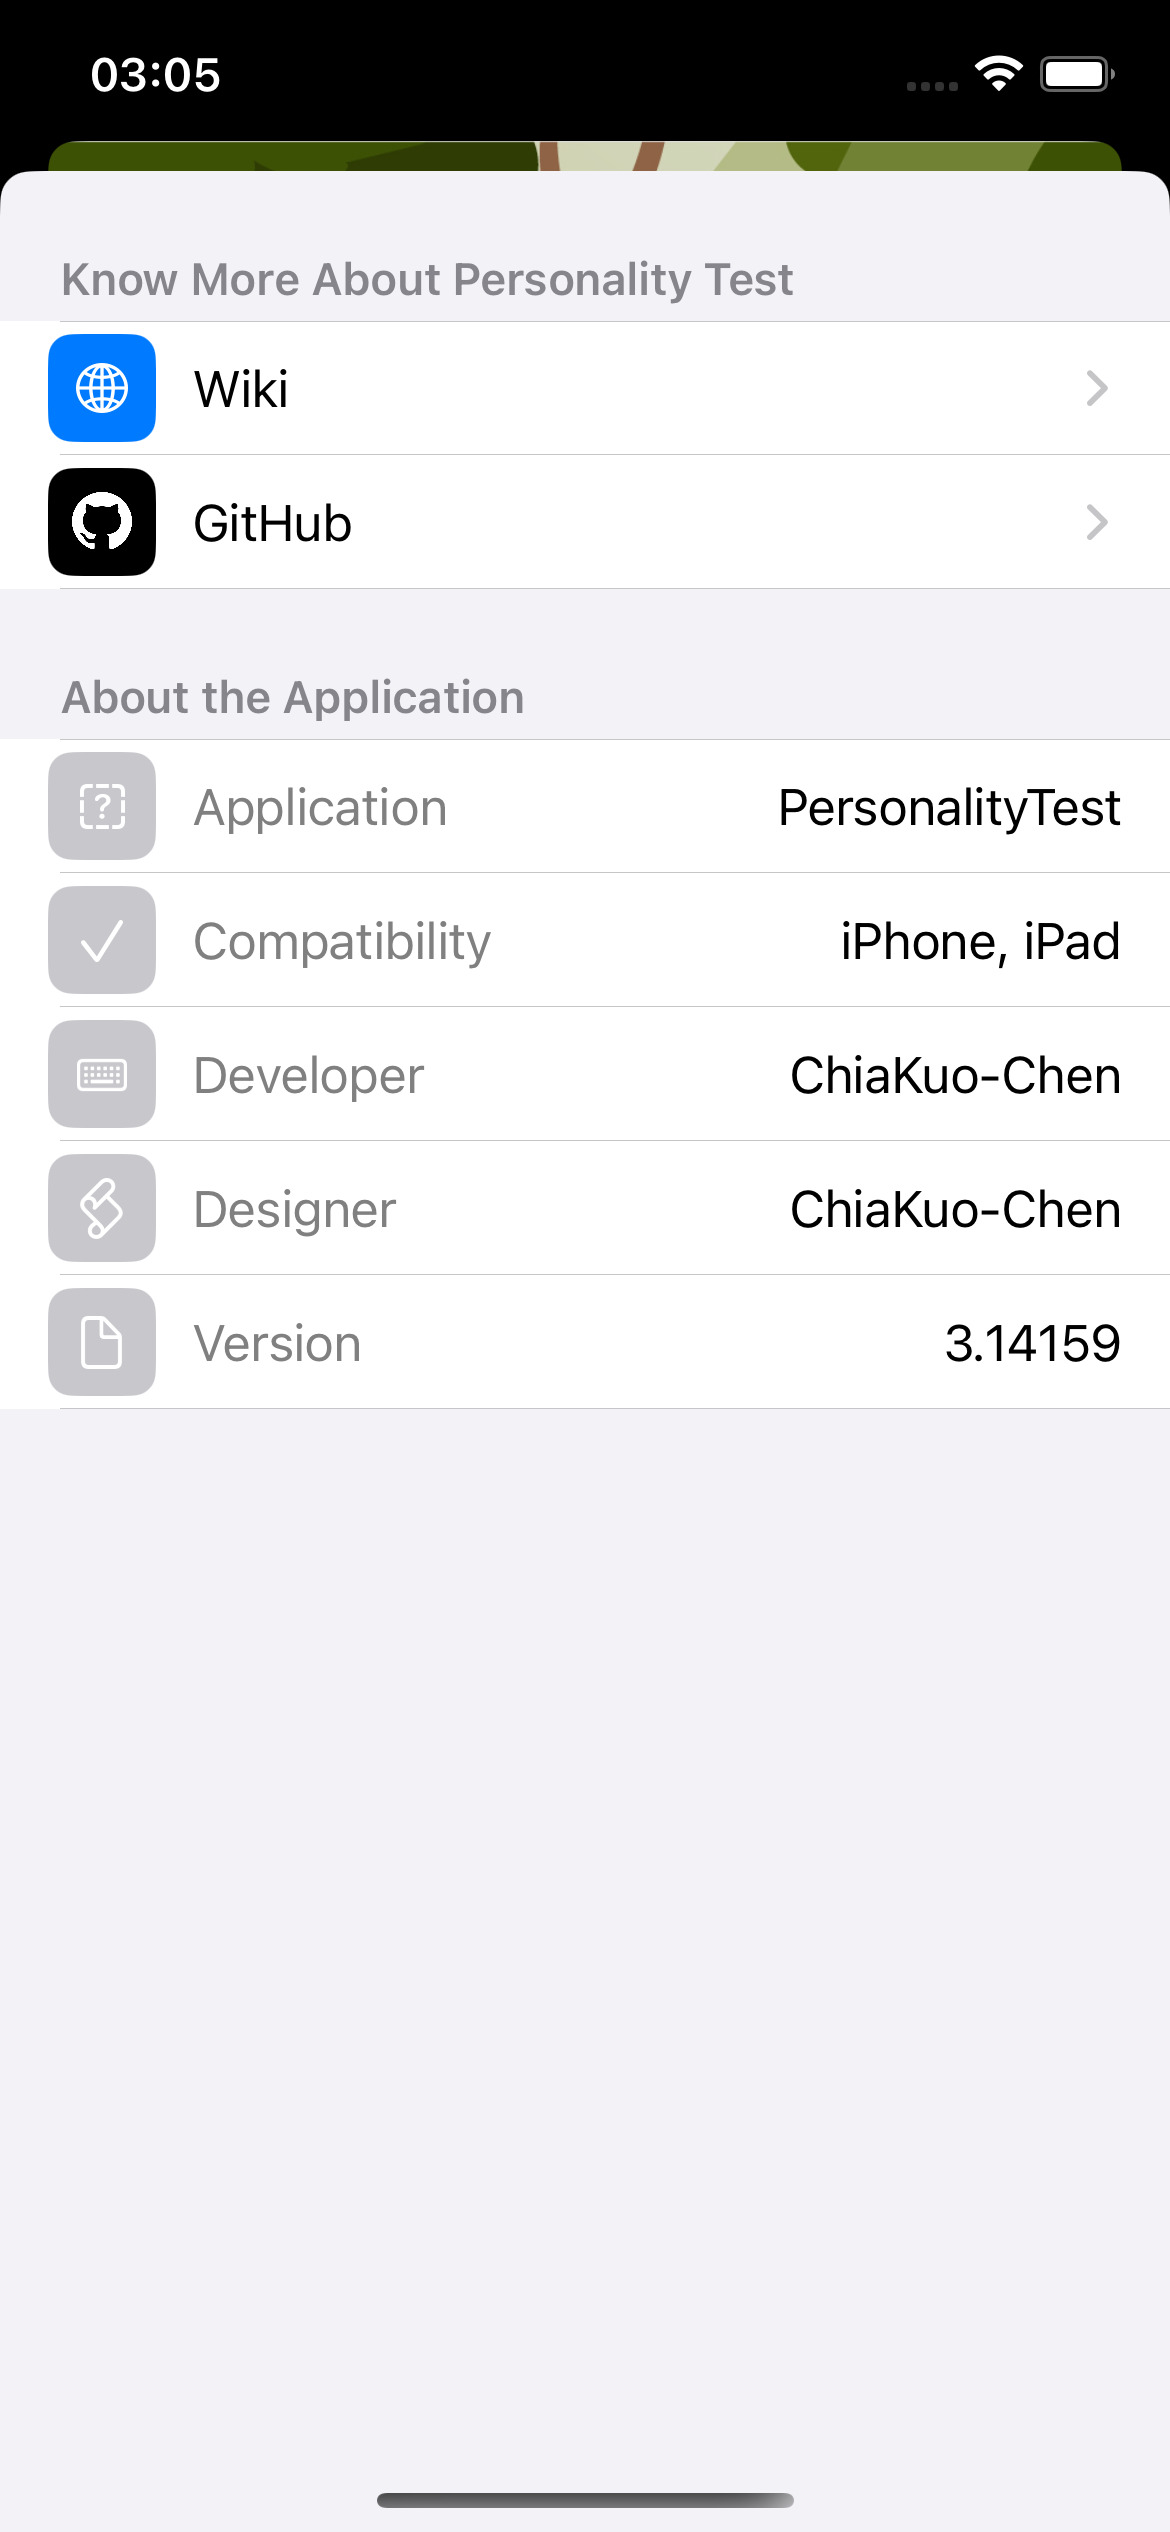 03:05
Know More About Personality Test
Wiki
GitHub
About the Application
Application PersonalityTest
Compatibility iPhone, iPad
Developer ChiaKuo-Chen
Designer ChiaKuo-Chen
Version 3.14159